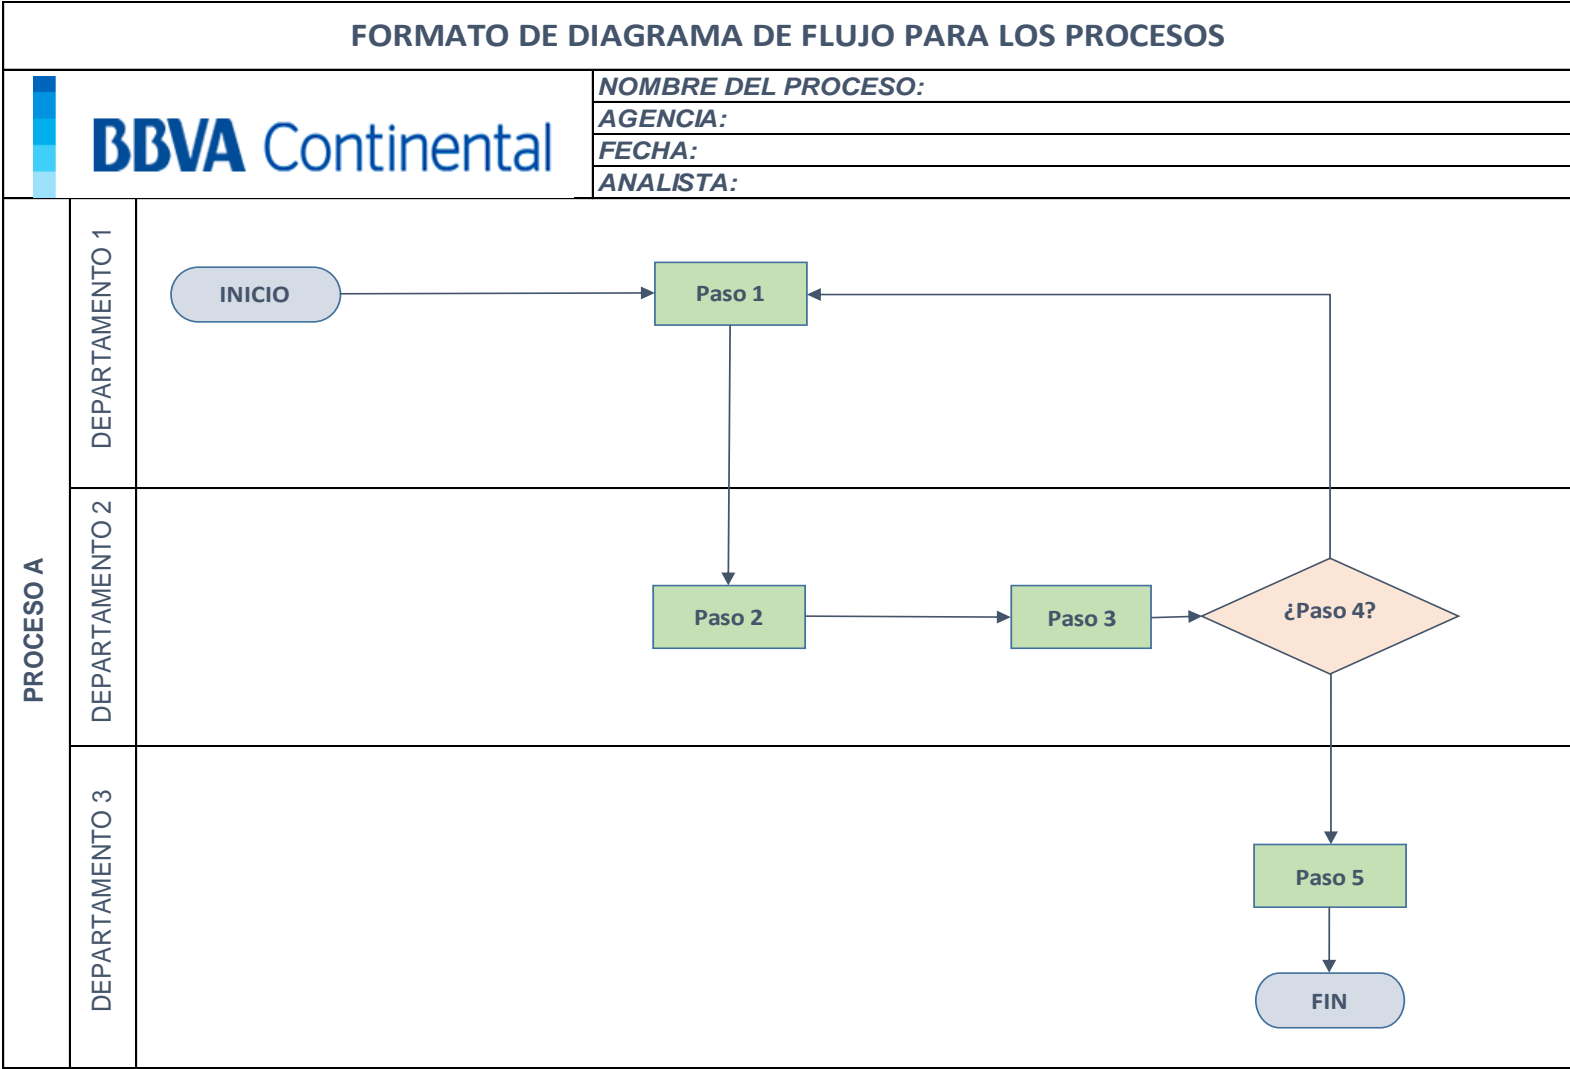 FORMATO DE DIAGRAMA DE FLUJO PARA LOS PROCESOS
BBVA Continental
NOMBRE DEL PROCESO:
AGENCIA:
FECHA:
ANALISTA:
PROCESO A
DEPARTAMENTO 1
INICIO
Paso 1
DEPARTAMENTO 2
Paso 2
Paso 3
¿Paso 4?
DEPARTAMENTO 3
Paso 5
FIN